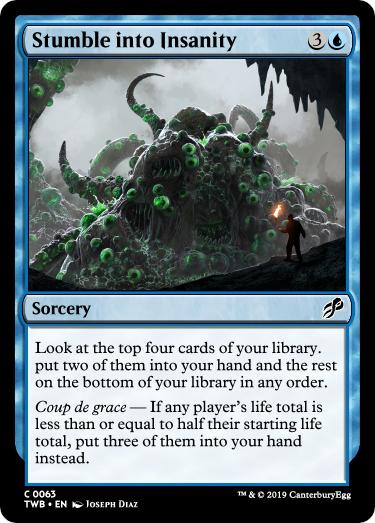 Stumble into Insanity 3
Sorcery
Look at the top four cards of your library.
put two of them into your hand and the rest
on the bottom of your library in any order.
Coup de grace — If any player's life total is
less than or equal to half their starting life
total, put three of them into your hand
instead.
C 0063
TWB • EN Joseph Diaz
™ & © 2019 CanterburyEgg